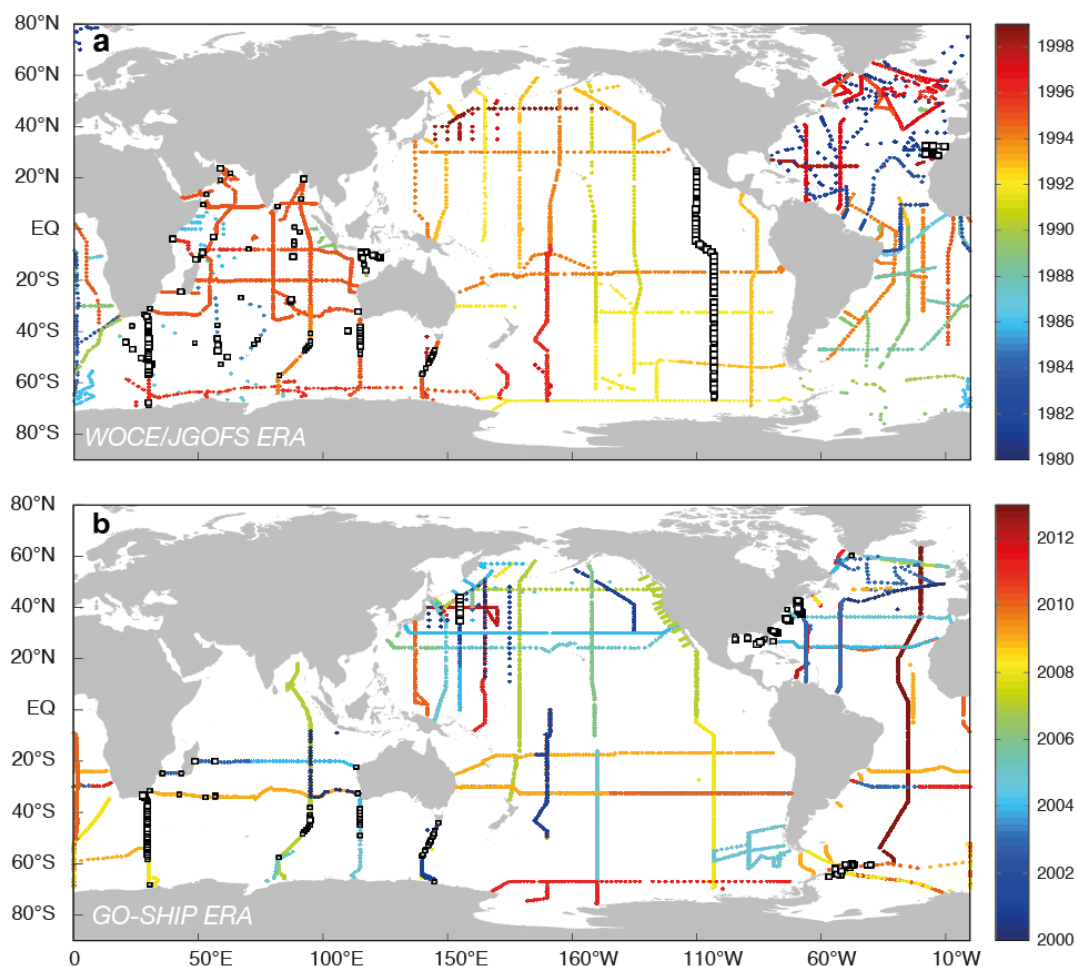 80°N
60°N
40°N
20°N
EQ
20°S
40°S
60°S
80°S
a
WOCE/JGOFS ERA
1998
1996
1994
1992
1990
1988
1986
1984
1982
1980
80°N
60°N
40°N
20°N
EQ
20°S
40°S
60°S
80°S
b
GO-SHIP ERA
2012
2010
2008
2006
2004
2002
2000
0 50°E 100°E 150°E 160°W 110°W 60°W 10°W